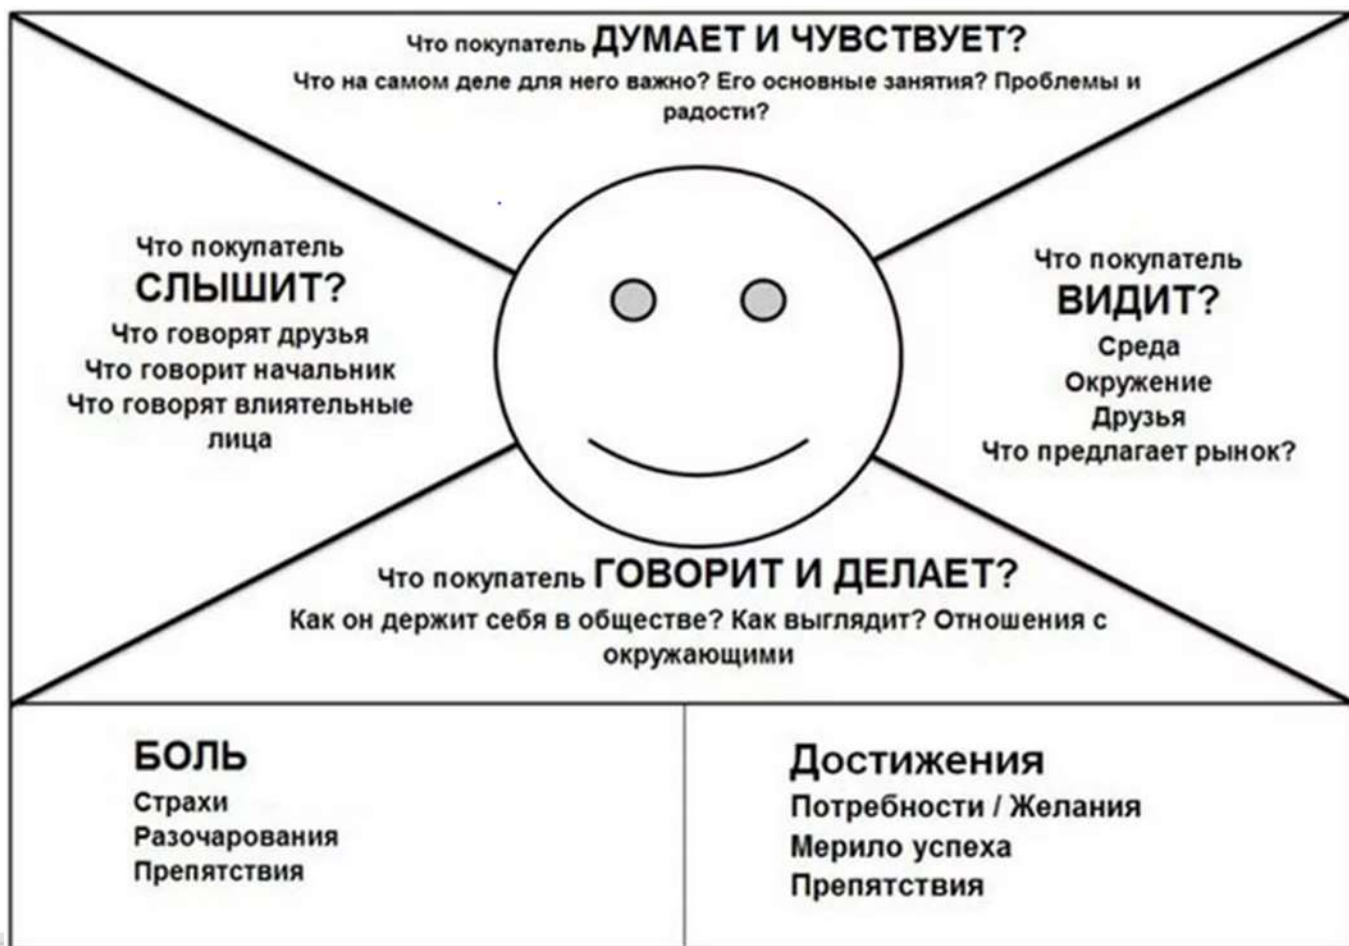 Что покупатель ДУМАЕТ И ЧУВСТВУЕТ?
Что на самом деле для него важно? Его основные занятия? Проблемы и
радости?
Что покупатель
СЛЫШИТ?
Что говорят друзья
Что говорит начальник
Что говорят влиятельные
лица
Что покупатель
ВИДИТ?
Среда
Окружение
Друзья
Что предлагает рынок?
Что покупатель ГОВОРИТ И ДЕЛАЕТ?
Как он держит себя в обществе? Как выглядит? Отношения с
окружающими
БОЛЬ
Страхи
Разочарования
Препятствия
Достижения
Потребности / Желания
Мерило успеха
Препятствия